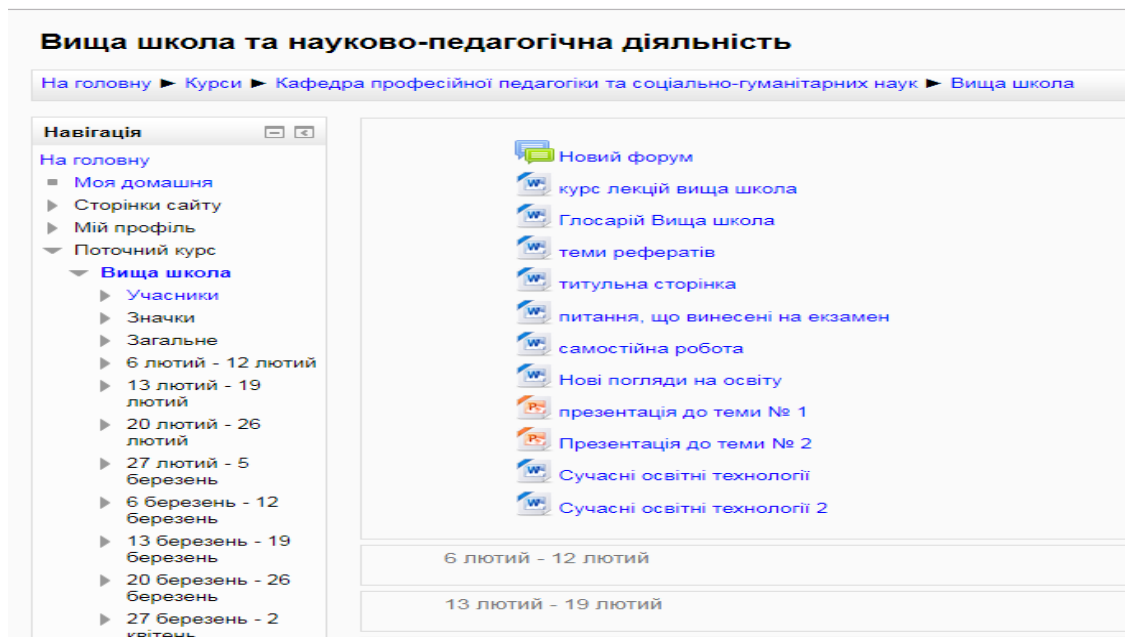 Вища школа та науково-педагогічна діяльність
На головну ► Курси ► Кафедра професійної педагогіки та соціально-гуманітарних наук ► Вища школа
Навігація
На головну
Моя домашня
Сторінки сайту
Мій профіль
Поточний курс
Вища школа
Учасники
Значки
Загальне
6 лютий - 12 лютий
13 лютий - 19
лютий
20 лютий - 26
лютий
27 лютий - 5
березень
6 березень - 12
березень
13 березень - 19
березень
20 березень - 26
березень
27 березень - 2
квітень
Новий форум
курс лекцій вища школа
Глосарій Вища школа
теми рефератів
титульна сторінка
питання, що винесені на екзамен
самостійна робота
Нові погляди на освіту
презентація до теми № 1
Презентація до теми № 2
Сучасні освітні технології
Сучасні освітні технології 2
6 лютий - 12 лютий
13 лютий - 19 лютий